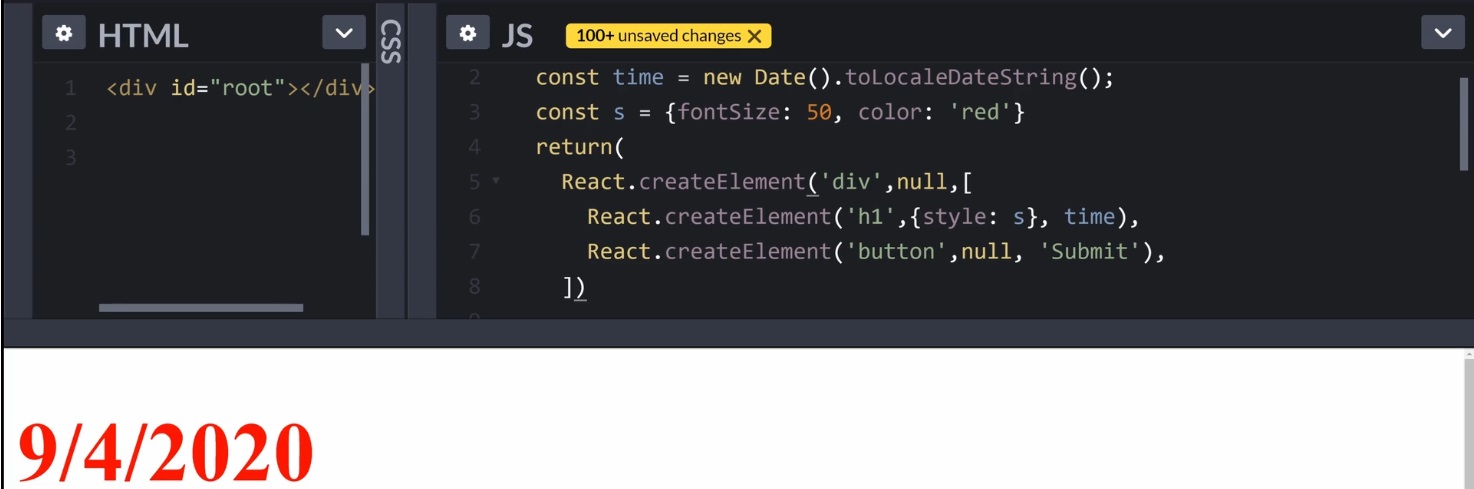 HTML
1 <div id="root"></div>
2
3
CSS
JS 100+ unsaved changes X
2 const time = new Date().toLocaleDateString();
3 const s = {fontSize: 50, color: 'red'}
4 return(
5 React.createElement('div',null,[
6 React.createElement('h1',{style: s}, time),
7 React.createElement('button',null, 'Submit'),
8 ])
9/4/2020